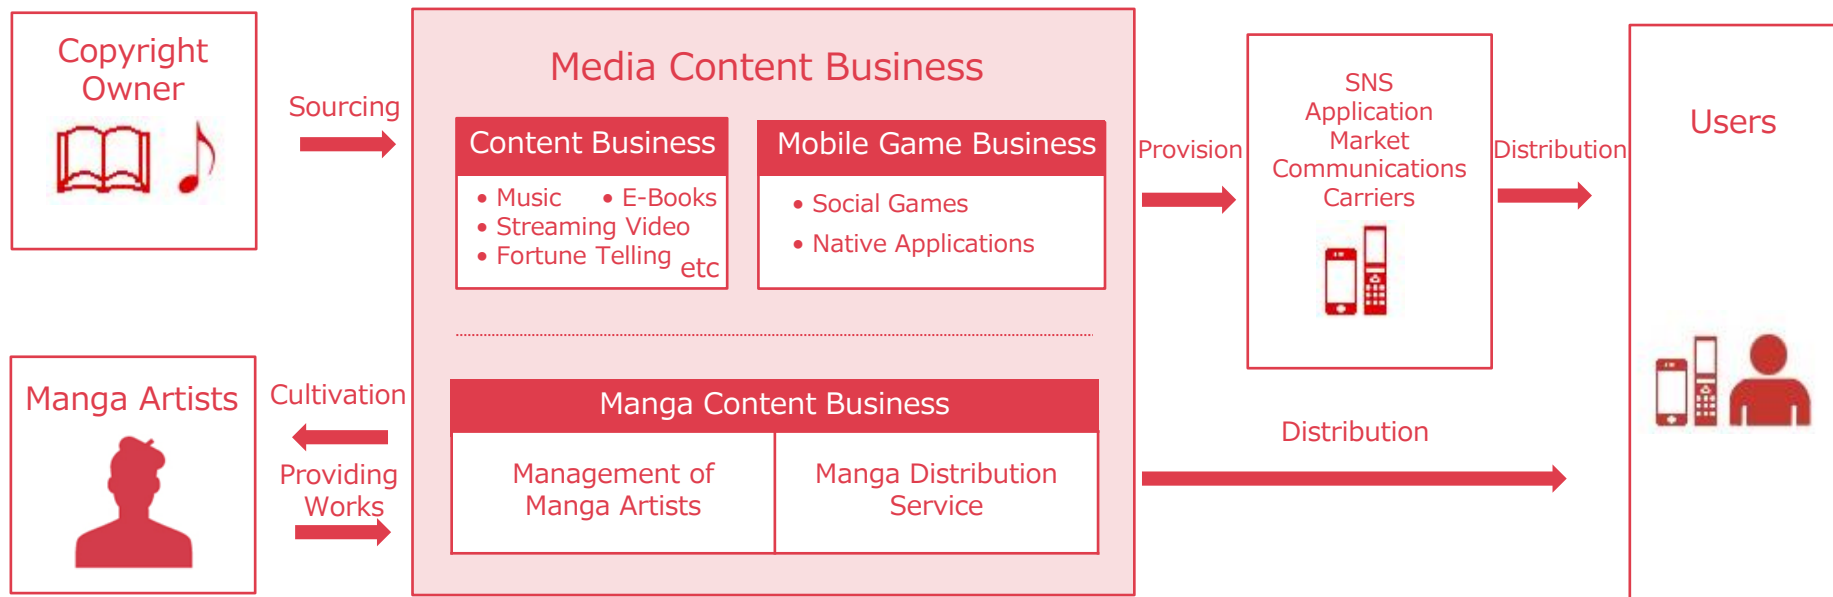 Copyright
Owner
Sourcing
Media Content Business
Content Business
• Music • E-Books
• Streaming Video
• Fortune Telling etc
Mobile Game Business
• Social Games
• Native Applications
Provision
SNS
Application
Market
Communications
Carriers
Distribution
Users
Manga Artists
Cultivation
Providing
Works
Manga Content Business
Management of
Manga Artists
Manga Distribution
Service
Distribution